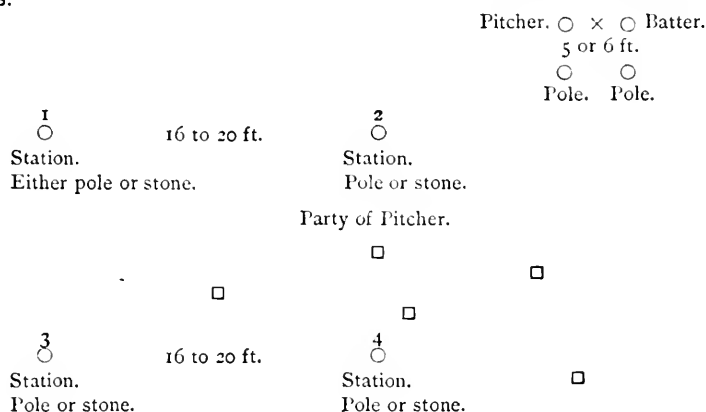 Pitcher. ○ × ○ Batter.
5 or 6 ft.
○ ○
Pole. Pole.
1 2
○ 16 to 20 ft. ○
Station. Station.
Either pole or stone. Pole or stone.
Party of Pitcher.
3 4
○ 16 to 20 ft. ○
Station. Station.
Pole or stone. Pole or stone.